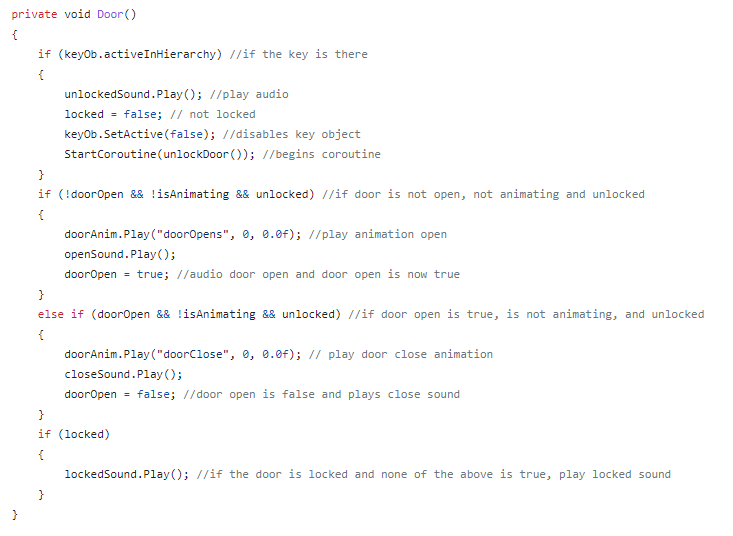 private void Door()
{
    if (keyOb.activeInHierarchy) //if the key is there
    {
        unlockedSound.Play(); //play audio
        locked = false; // not locked
        keyOb.SetActive(false); //disables key object
        StartCoroutine(unlockDoor()); //begins coroutine
    }
    if (!doorOpen && !isAnimating && unlocked) //if door is not open, not animating and unlocked
    {
        doorAnim.Play("doorOpens", 0, 0.0f); //play animation open
        openSound.Play();
        doorOpen = true; //audio door open and door open is now true
    }
    else if (doorOpen && !isAnimating && unlocked) //if door open is true, is not animating, and unlocked
    {
        doorAnim.Play("doorClose", 0, 0.0f); // play door close animation
        closeSound.Play();
        doorOpen = false; //door open is false and plays close sound
    }
    if (locked)
    {
        lockedSound.Play(); //if the door is locked and none of the above is true, play locked sound
    }
}